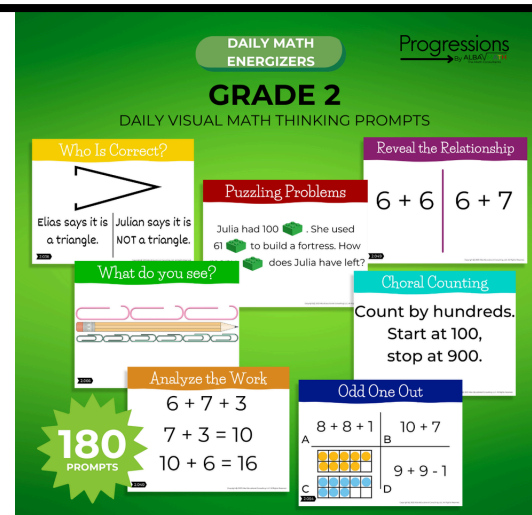 DAILY MATH
ENERGIZERS
Progressions
By ALBAV
GRADE 2
DAILY VISUAL MATH THINKING PROMPTS
Who Is Correct?
Elias says it is
a triangle.
Julian says it is
NOT a triangle.
Puzzling Problems
Julia had 100 . She used
61 to build a fortress. How
does Julia have left?
Reveal the Relationship
6 + 6
6 + 7
What do you see?
Choral Counting
Count by hundreds.
Start at 100,
stop at 900.
Analyze the Work
6 + 7 + 3
7 + 3 = 10
10 + 6 = 16
Odd One Out
8 + 8 + 1
A
10 + 7
B
C
9 + 9 - 1
D
180
PROMPTS